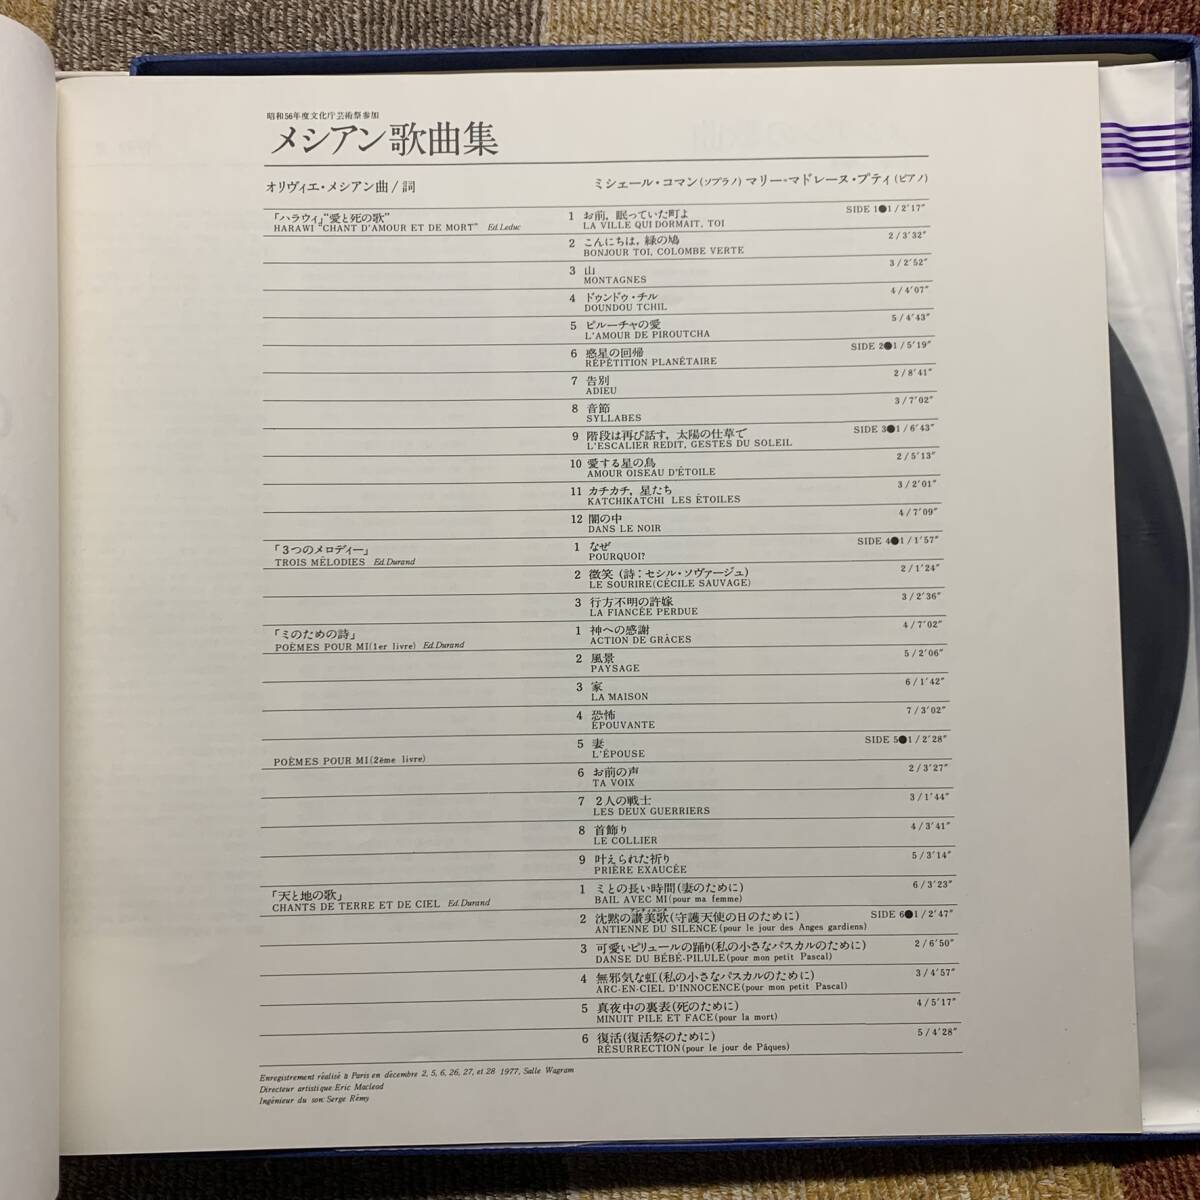 昭和56年度文化庁芸術祭参加
メシアン歌曲集
オリヴィエ・メシアン曲/詞 ミシェール・コマン(ソプラノ) マリー=マドレーヌ・プティ(ピアノ)
「ハラウィ」“愛と死の歌” 1 お前, 眠っていた町よ SIDE 1●1/2′17″
HARAWI “CHANT D'AMOUR ET DE MORT” Ed.Leduc LA VILLE QUI DORMAIT, TOI
2 こんにちは, 緑の鳩 2/3′32″
BONJOUR TOI, COLOMBE VERTE
3 山 3/2′52″
MONTAGNES
4 ドゥンドゥ・チル 4/4′07″
DOUNDOU TCHIL
5 ピルーチャの愛 5/4′43″
L'AMOUR DE PIROUTCHA
6 惑星の回帰 SIDE 2●1/5′19″
RÉPÉTITION PLANÉTAIRE
7 告別 2/8′41″
ADIEU
8 音節 3/7′02″
SYLLABES
9 階段は再び話す, 太陽の仕草で SIDE 3●1/6′43″
L'ESCALIER REDIT, GESTES DU SOLEIL
10 愛する星の鳥 2/5′13″
AMOUR OISEAU D'ÉTOILE
11 カチカチ, 星たち 3/2′01″
KATCHIKATCHI LES ÉTOILES
12 闇の中 4/7′09″
DANS LE NOIR
「3つのメロディー」 1 なぜ SIDE 4●1/1′57″
TROIS MÉLODIES Ed.Durand POURQUOI?
2 微笑 (詩:セシル・ソヴァージュ) 2/1′24″
LE SOURIRE(CÉCILE SAUVAGE)
3 行方不明の許嫁 3/2′36″
LA FIANCÉE PERDUE
「ミのための詩」 1 神への感謝 4/7′02″
POÈMES POUR MI(1er livre) Ed.Durand ACTION DE GRÂCES
2 風景 5/2′06″
PAYSAGE
3 家 6/1′42″
LA MAISON
4 恐怖 7/3′02″
ÉPOUVANTE
5 妻 SIDE 5●1/2′28″
POÈMES POUR MI(2ème livre) L'ÉPOUSE
6 お前の声 2/3′27″
TA VOIX
7 2人の戦士 3/1′44″
LES DEUX GUERRIERS
8 首飾り 4/3′41″
LE COLLIER
9 叶えられた祈り 5/3′14″
PRIÈRE EXAUCÉE
「天と地の歌」 1 ミとの長い時間(妻のために) 6/3′23″
CHANTS DE TERRE ET DE CIEL Ed.Durand BAIL AVEC MI(pour ma femme)
2 沈黙の讃美歌(守護天使の日のために) SIDE 6●1/2′47″
ANTIENNE DU SILENCE(pour le jour des Anges gardiens)
3 可愛いピリュールの踊り(私の小さなパスカルのために) 2/6′50″
DANSE DU BÉBÉ-PILULE(pour mon petit Pascal)
4 無邪気な虹(私の小さなパスカルのために) 3/4′57″
ARC-EN-CIEL D'INNOCENCE(pour mon petit Pascal)
5 真夜中の裏表(死のために) 4/5′17″
MINUIT PILE ET FACE(pour la mort)
6 復活(復活祭のために) 5/4′28″
RÉSURRECTION(pour le jour de Pâques)
Enregistrement réalisé à Paris en décembre 2, 5, 6, 26, 27, et 28 1977, Salle Wagram
Directeur artistique: Eric Macleod
Ingénieur du son: Serge Rémy